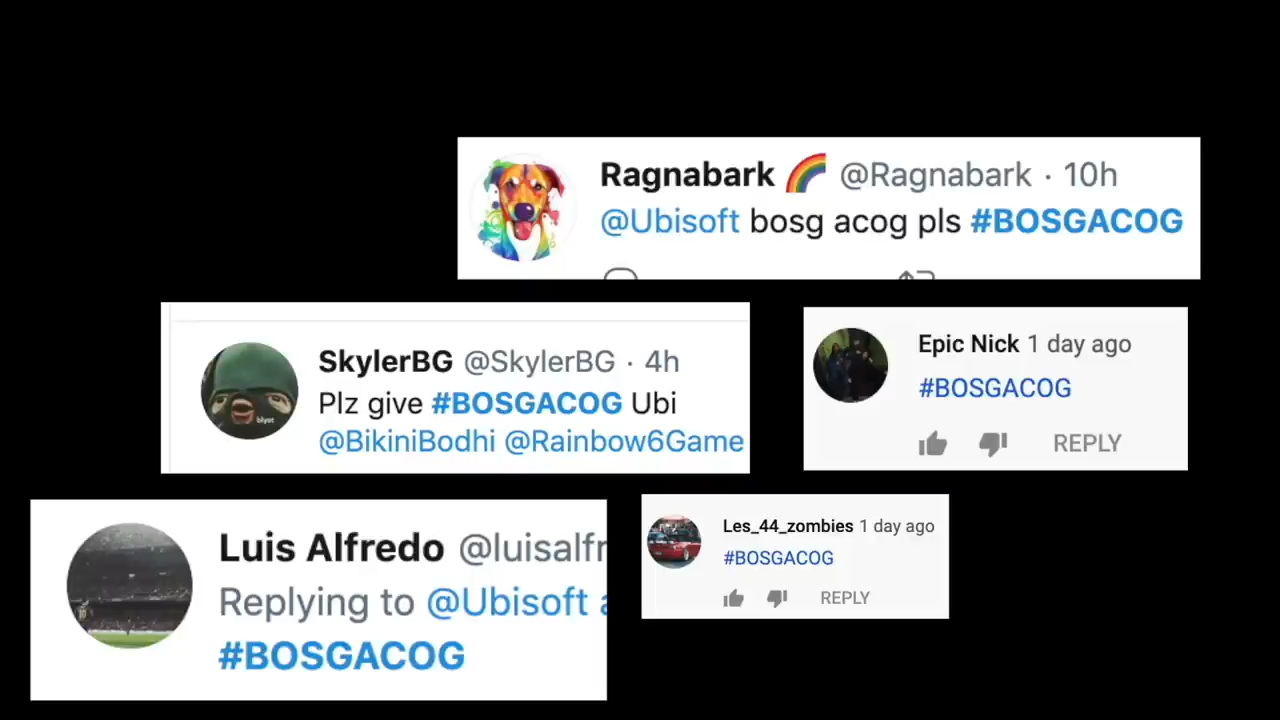 Ragnabark 🌈 @Ragnabark · 10h
@Ubisoft bosg acog pls #BOSGACOG
SkylerBG @SkylerBG · 4h
Plz give #BOSGACOG Ubi
@BikiniBodhi @Rainbow6Game
blyat
Epic Nick 1 day ago
#BOSGACOG
REPLY
Luis Alfredo @luisalfr
Replying to @Ubisoft a
#BOSGACOG
Les_44_zombies 1 day ago
#BOSGACOG
REPLY